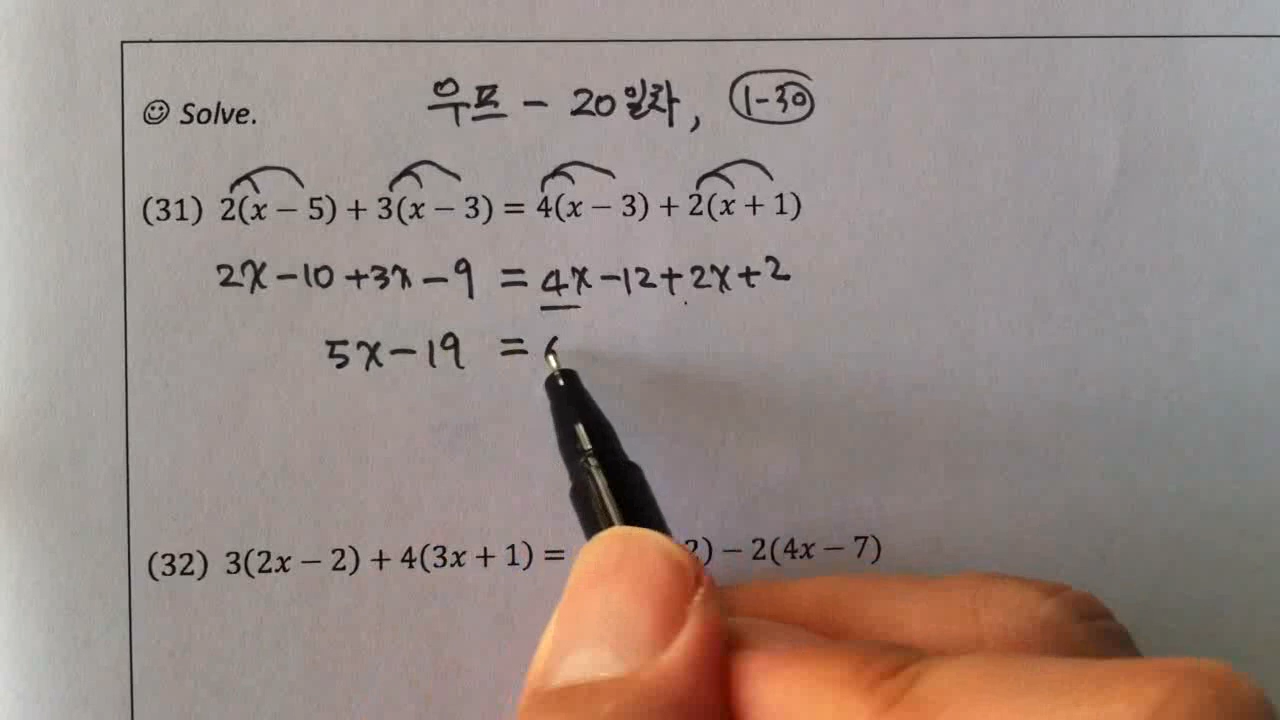 ☺ Solve. 우프 - 20일차, 1-30
(31) 2(x − 5) + 3(x − 3) = 4(x − 3) + 2(x + 1)
2x - 10 + 3x - 9 = 4x - 12 + 2x + 2
5x - 19 =
(32) 3(2x − 2) + 4(3x + 1) = 2) − 2(4x − 7)